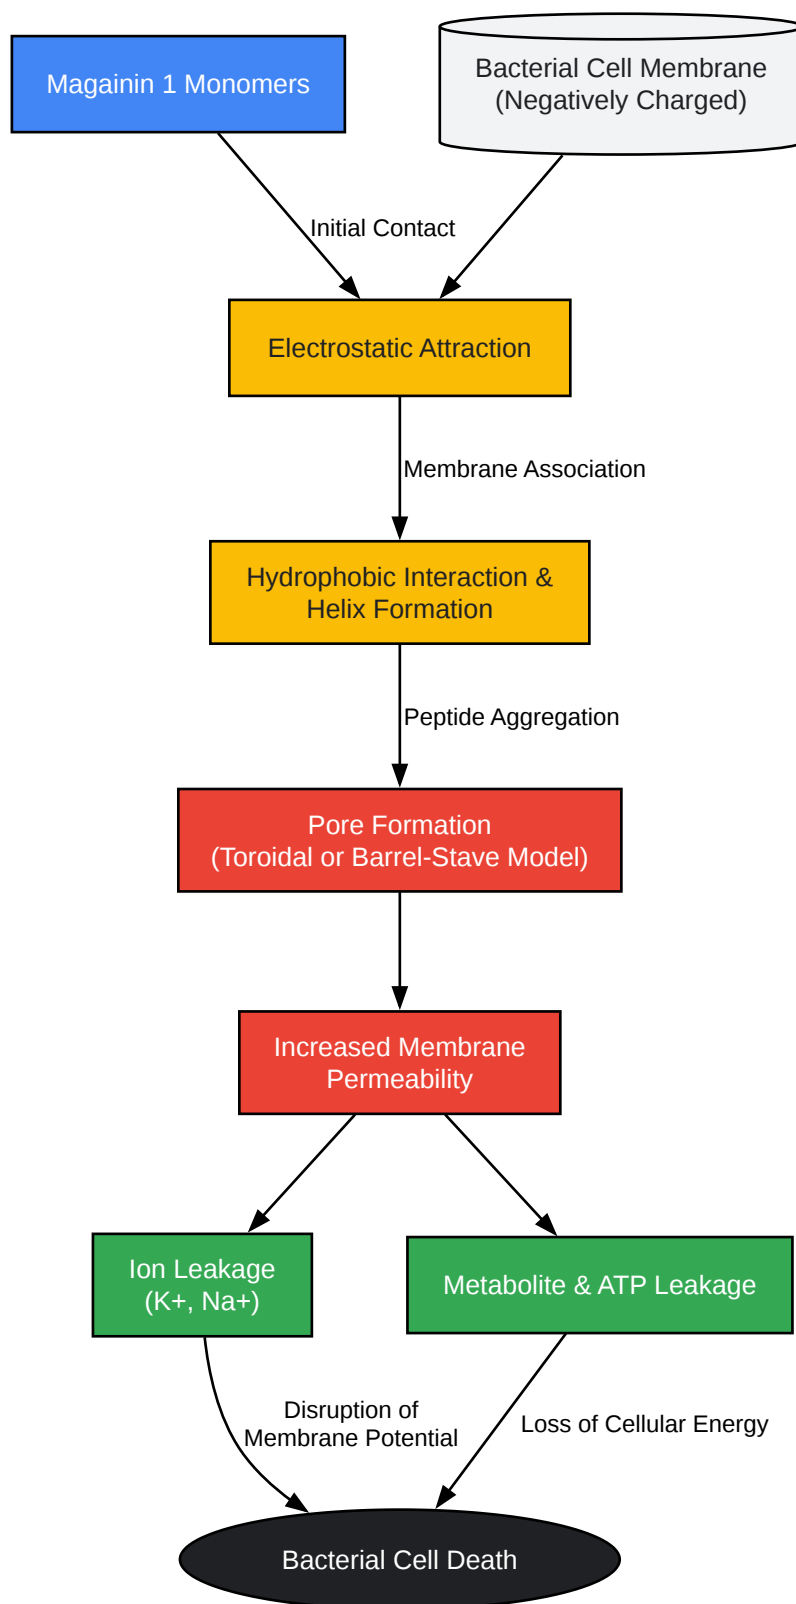 Magainin 1 Monomers
Bacterial Cell Membrane
(Negatively Charged)
Initial Contact
Electrostatic Attraction
Membrane Association
Hydrophobic Interaction &
Helix Formation
Peptide Aggregation
Pore Formation
(Toroidal or Barrel-Stave Model)
Increased Membrane
Permeability
Ion Leakage
(K+, Na+)
Metabolite & ATP Leakage
Disruption of
Membrane Potential
Loss of Cellular Energy
Bacterial Cell Death